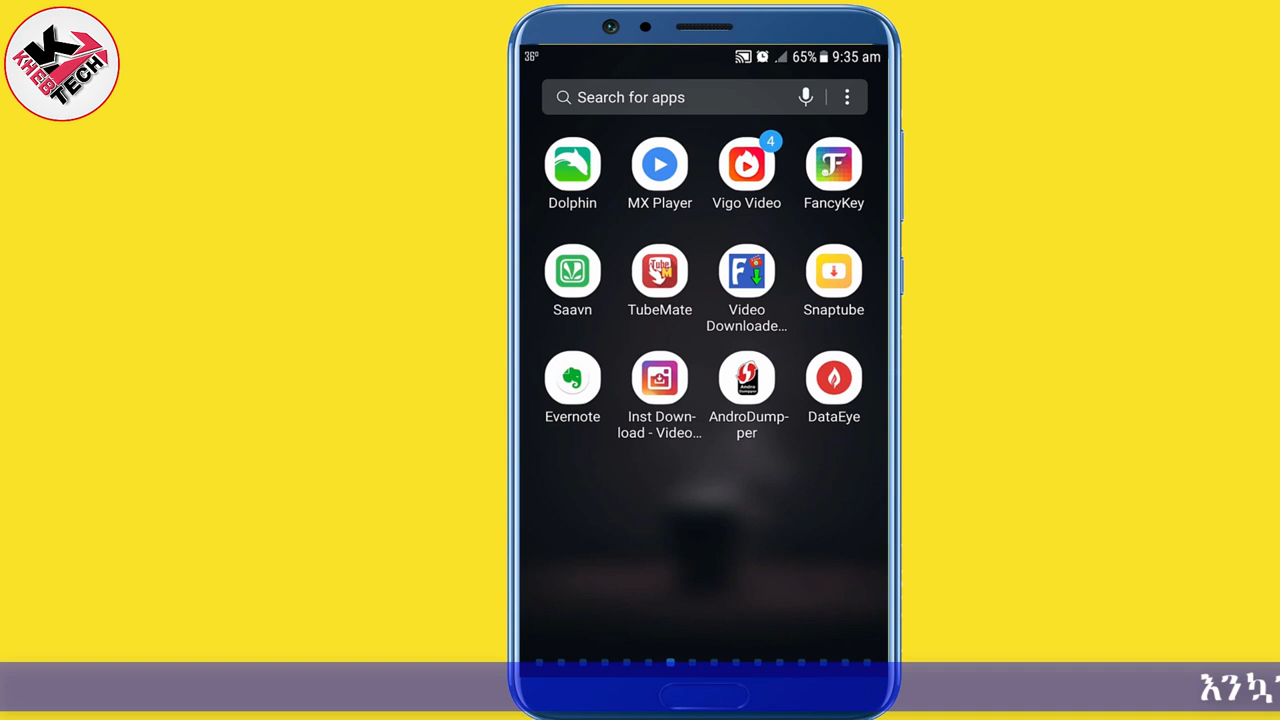 KHEB TECH
36°
65% 9:35 am
Search for apps
4
Dolphin
MX Player
Vigo Video
FancyKey
Saavn
TubeMate
Video
Downloade...
Snaptube
Evernote
Inst Down-
load - Video...
AndroDump-
per
DataEye